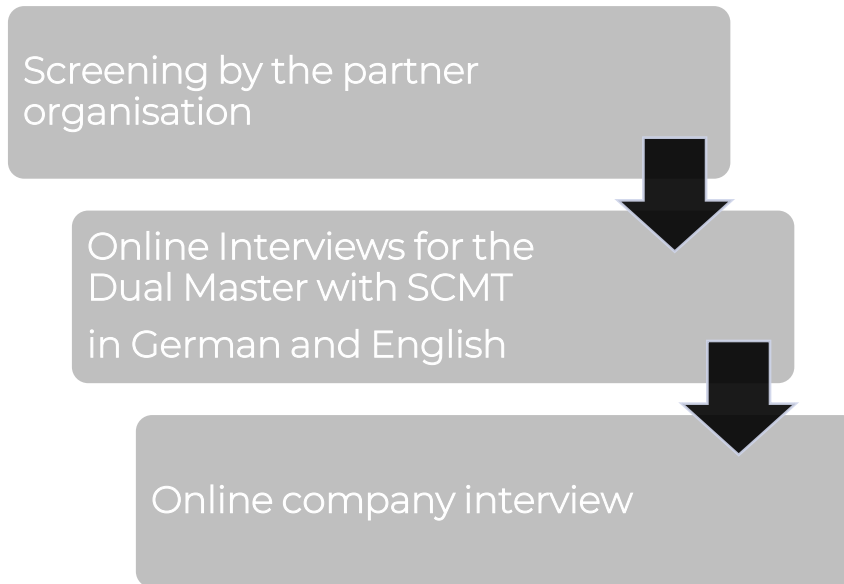 Screening by the partner
organisation
Online Interviews for the
Dual Master with SCMT
in German and English
Online company interview